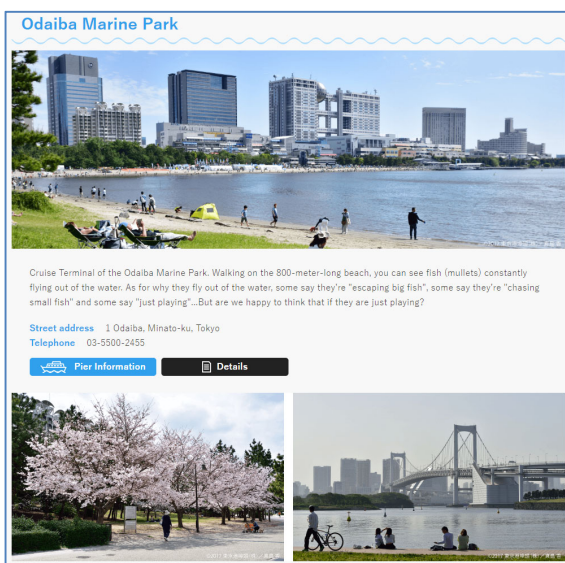 Odaiba Marine Park
Cruise Terminal of the Odaiba Marine Park. Walking on the 800-meter-long beach, you can see fish (mullets) constantly
flying out of the water. As for why they fly out of the water, some say they're "escaping big fish", some say they're "chasing
small fish" and some say "just playing"...But are we happy to think that if they are just playing?
Street address 1 Odaiba, Minato-ku, Tokyo
Telephone 03-5500-2455
Pier Information Details